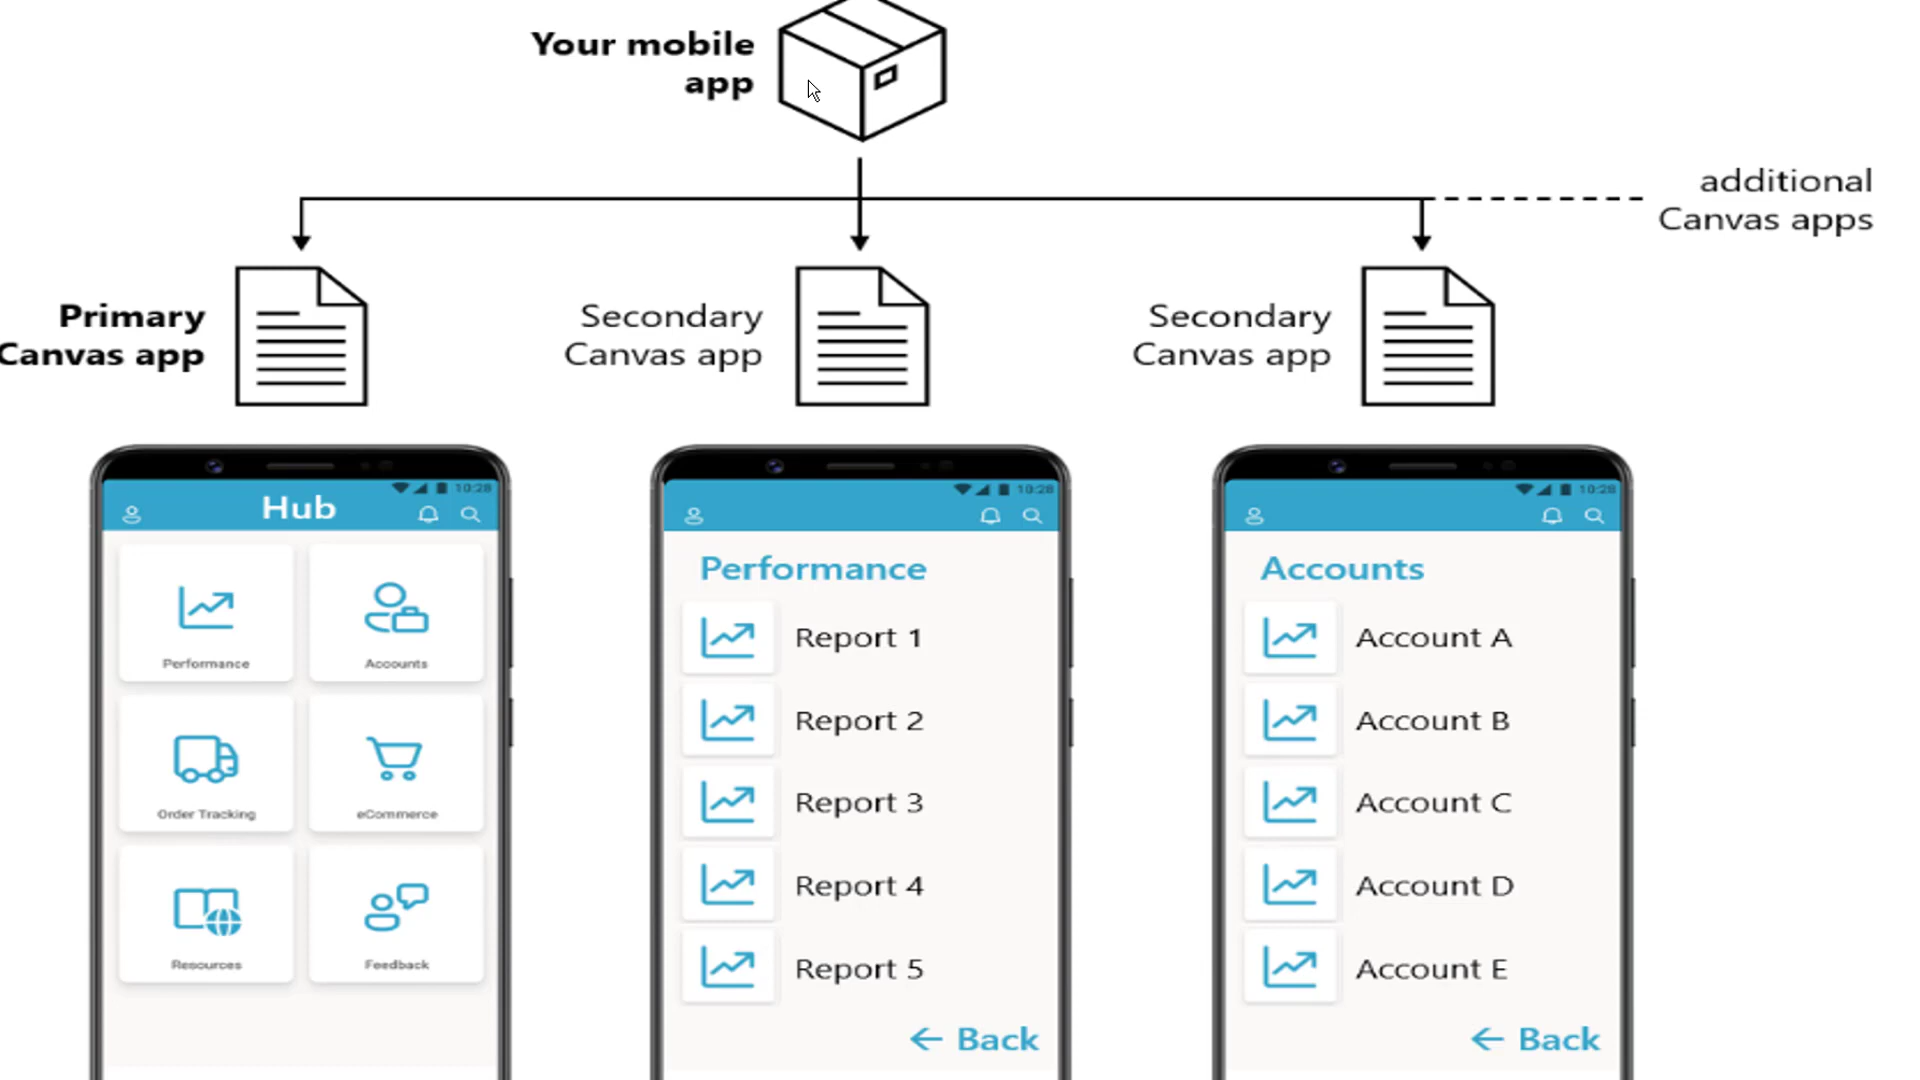 Your mobile
app
additional
Canvas apps
Primary
Canvas app
Secondary
Canvas app
Secondary
Canvas app
10:28
Hub
Performance
Accounts
Order Tracking
eCommerce
Resources
Feedback
10:28
Performance
Report 1
Report 2
Report 3
Report 4
Report 5
← Back
10:28
Accounts
Account A
Account B
Account C
Account D
Account E
← Back